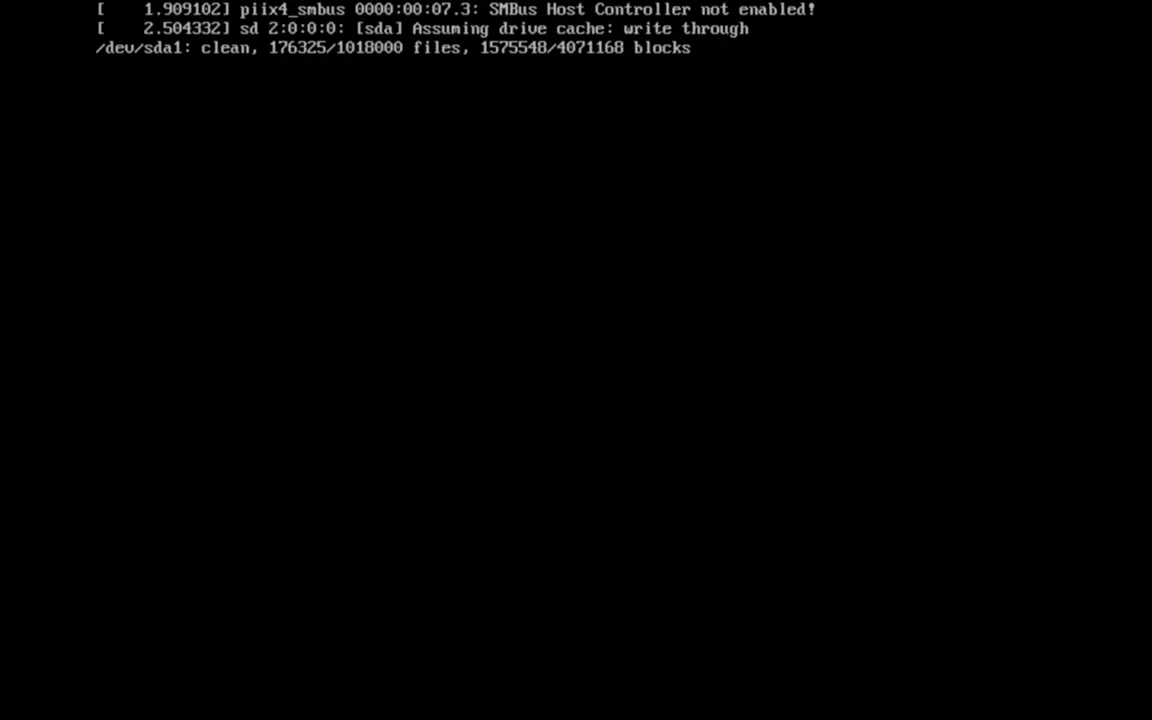 [    1.909102] piix4_smbus 0000:00:07.3: SMBus Host Controller not enabled!
[    2.504332] sd 2:0:0:0: [sda] Assuming drive cache: write through
/dev/sda1: clean, 176325/1018000 files, 1575548/4071168 blocks